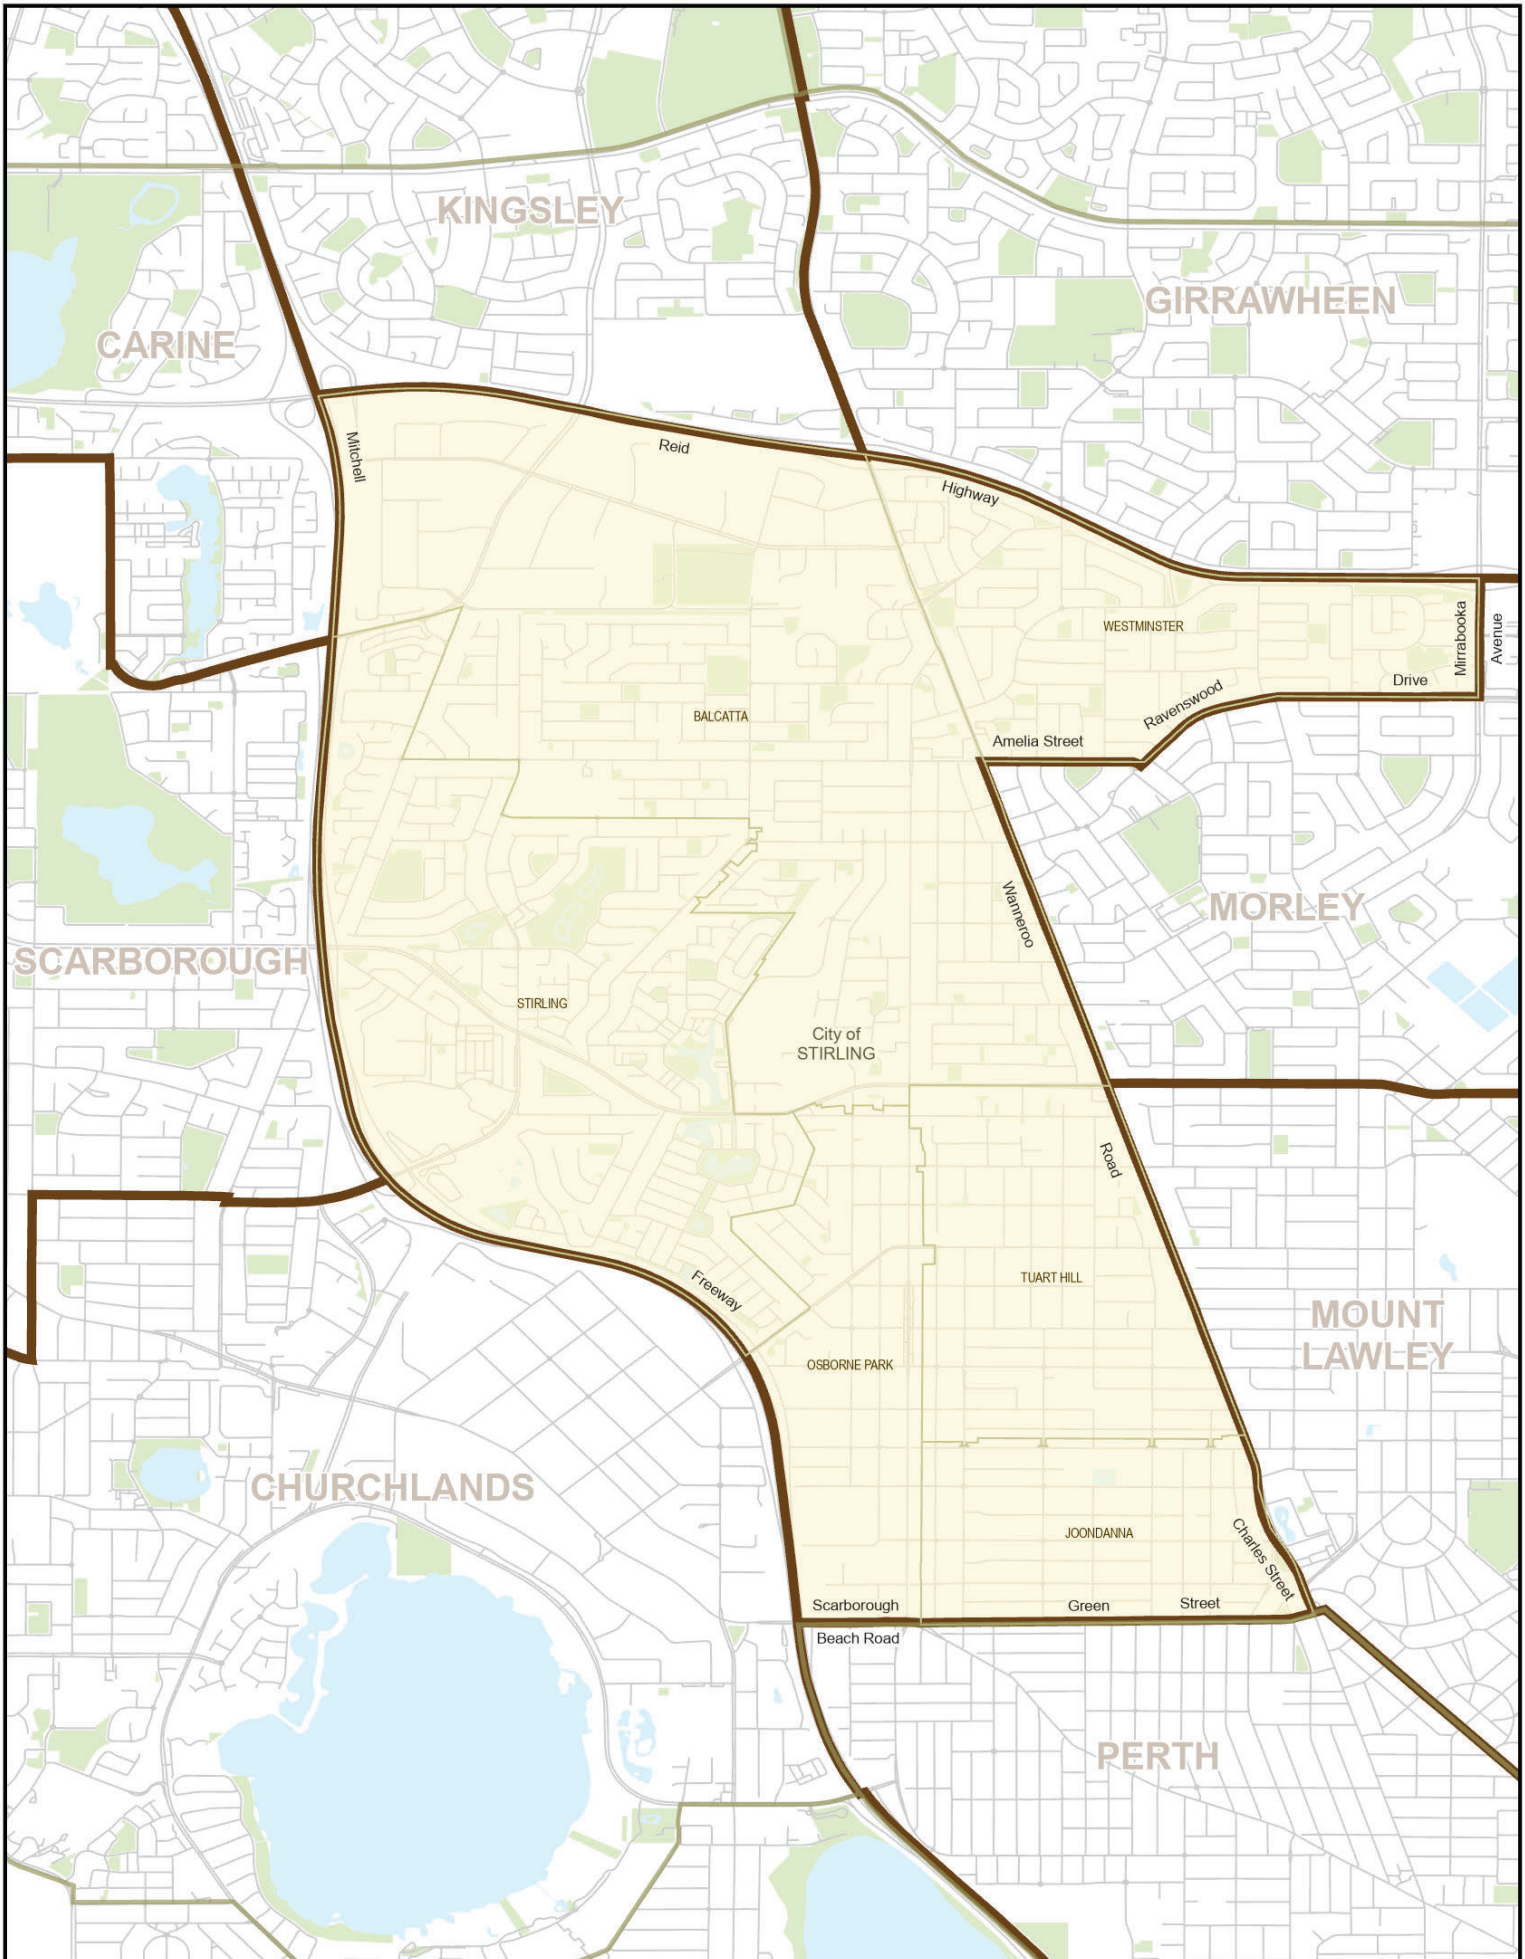 KINGSLEY
GIRRAWHEEN
CARINE
Mitchell
Reid
Highway
WESTMINSTER
Mirrabooka
Avenue
Drive
Ravenswood
BALCATTA
Amelia Street
Wanneroo
MORLEY
SCARBOROUGH
STIRLING
City of
STIRLING
Road
Freeway
TUART HILL
MOUNT
LAWLEY
OSBORNE PARK
CHURCHLANDS
JOONDANNA
Charles Street
Scarborough
Green
Street
Beach Road
PERTH